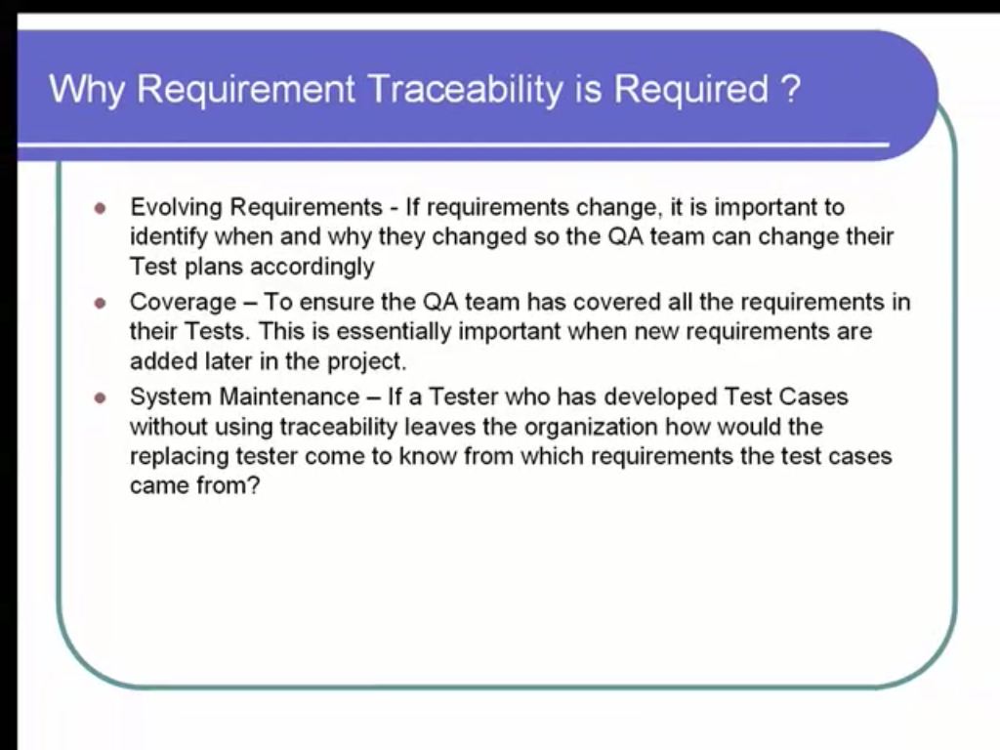 Why Requirement Traceability is Required ?
Evolving Requirements - If requirements change, it is important to
identify when and why they changed so the QA team can change their
Test plans accordingly
Coverage – To ensure the QA team has covered all the requirements in
their Tests. This is essentially important when new requirements are
added later in the project.
System Maintenance – If a Tester who has developed Test Cases
without using traceability leaves the organization how would the
replacing tester come to know from which requirements the test cases
came from?